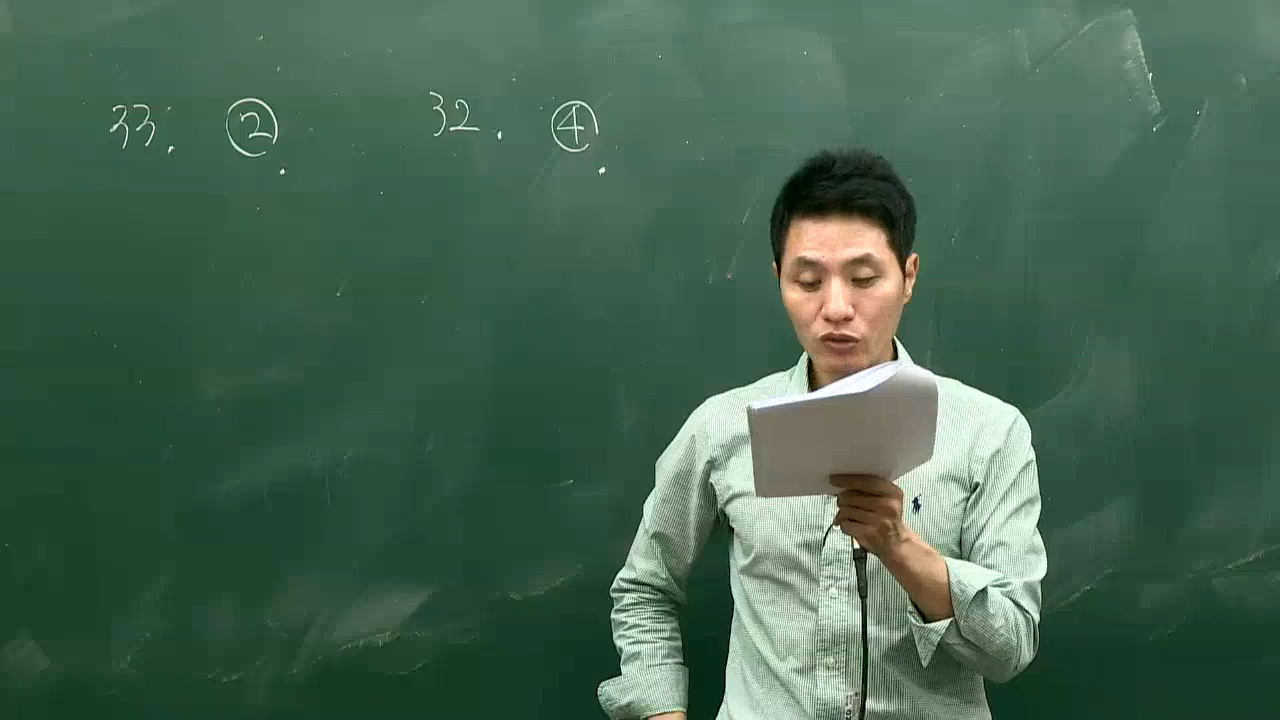 33. ② 32. ④